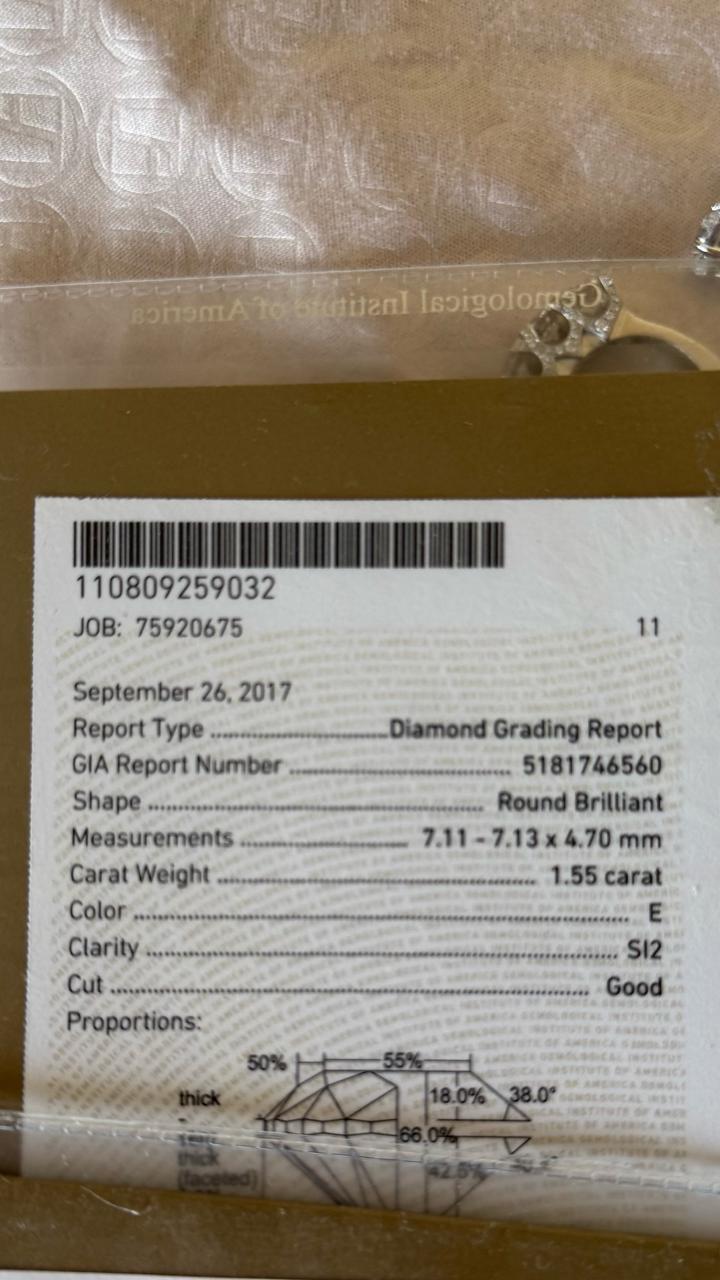 Gemological Institute of America
110809259032
JOB: 75920675 11
September 26, 2017
Report Type ........................ Diamond Grading Report
GIA Report Number ........................ 5181746560
Shape ........................ Round Brilliant
Measurements ........................ 7.11 - 7.13 x 4.70 mm
Carat Weight ........................ 1.55 carat
Color ........................ E
Clarity ........................ SI2
Cut ........................ Good
Proportions:
50% 55%
thick 18.0% 38.0°
66.0%
thick
(faceted)